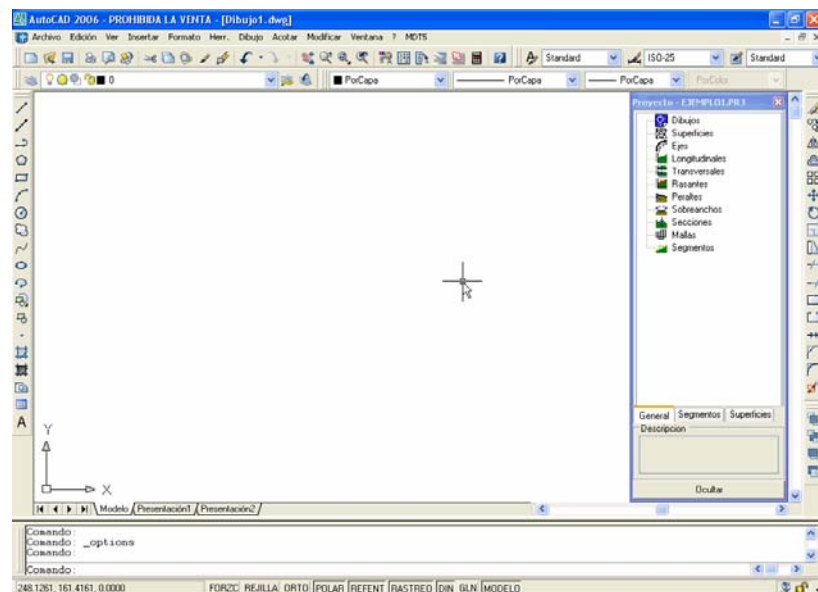 AutoCAD 2006 - PROHIBIDA LA VENTA - [Dibujo1.dwg]
Archivo Edición Ver Insertar Formato Herr. Dibujo Acotar Modificar Ventana ? MDT5
Standard ISO-25 Standard
0 PorCapa PorCapa PorCapa PorColor
Proyecto - EJEMPLO1.PRJ
Dibujos
Superficies
Ejes
Longitudinales
Transversales
Rasantes
Peraltes
Sobreanchos
Secciones
Mallas
Segmentos
General Segmentos Superficies
Descripcion
Ocultar
A
Y
X
Modelo Presentación1 Presentación2
Comando:
Comando: _options
Comando:
Comando:
248.1261, 161.4161, 0.0000 FORZC REJILLA ORTO POLAR REFENT RASTREO DIN GLN MODELO